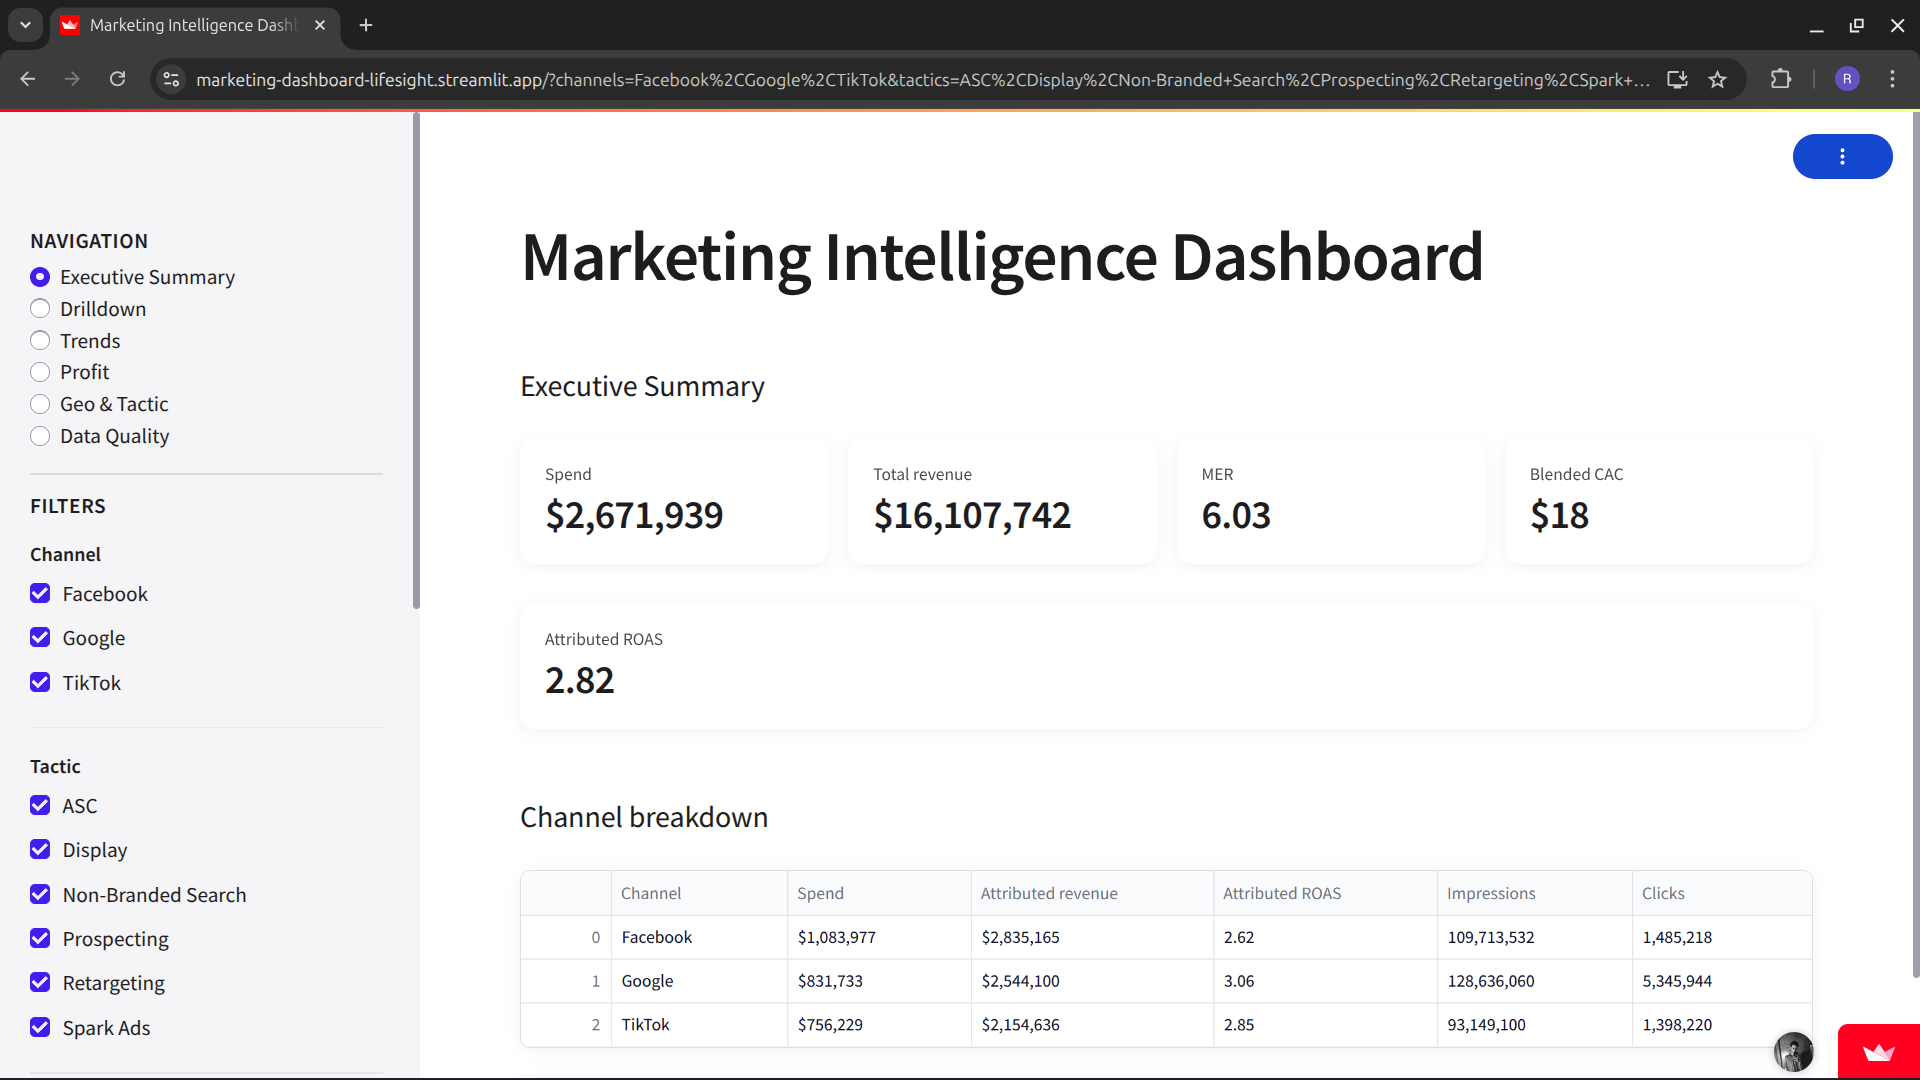 Marketing Intelligence Dash
marketing-dashboard-lifesight.streamlit.app/?channels=Facebook%2CGoogle%2CTikTok&tactics=ASC%2CDisplay%2CNon-Branded+Search%2CProspecting%2CRetargeting%2CSpark+...
R
NAVIGATION
Executive Summary
Drilldown
Trends
Profit
Geo & Tactic
Data Quality
FILTERS
Channel
Facebook
Google
TikTok
Tactic
ASC
Display
Non-Branded Search
Prospecting
Retargeting
Spark Ads
Marketing Intelligence Dashboard
Executive Summary
Spend Total revenue MER Blended CAC
$2,671,939 $16,107,742 6.03 $18
Attributed ROAS
2.82
Channel breakdown
Channel Spend Attributed revenue Attributed ROAS Impressions Clicks
0 Facebook $1,083,977 $2,835,165 2.62 109,713,532 1,485,218
1 Google $831,733 $2,544,100 3.06 128,636,060 5,345,944
2 TikTok $756,229 $2,154,636 2.85 93,149,100 1,398,220